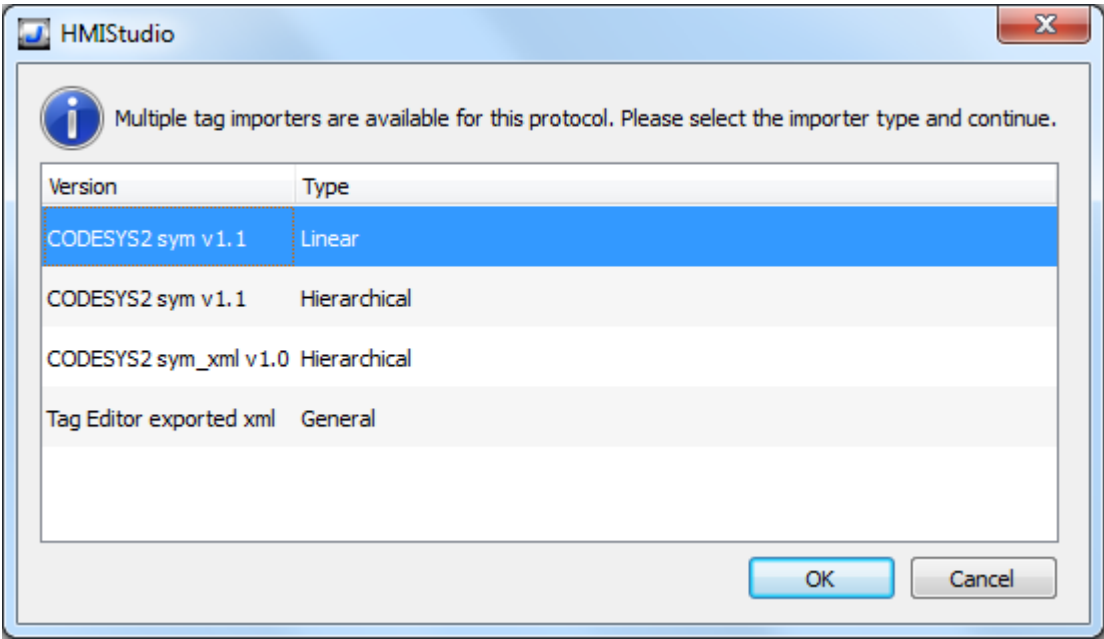 HMIStudio
Multiple tag importers are available for this protocol. Please select the importer type and continue.
Version Type
CODESYS2 sym v1.1 Linear
CODESYS2 sym v1.1 Hierarchical
CODESYS2 sym_xml v1.0 Hierarchical
Tag Editor exported xml General
OK Cancel